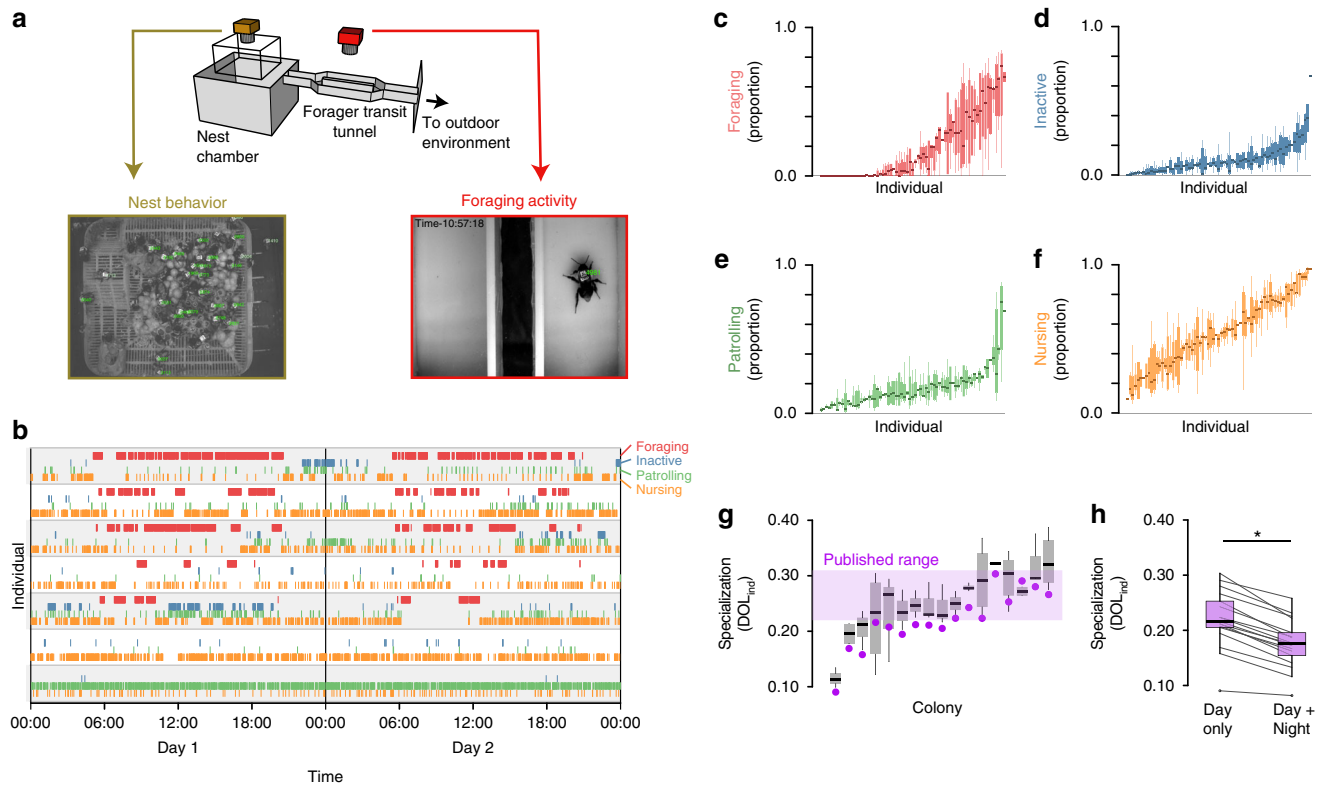 a
Nest
chamber
Forager transit
tunnel
To outdoor
environment
Nest behavior
Foraging activity
Time-10:57:18
b
Individual
Foraging
Inactive
Patrolling
Nursing
00:00
06:00
12:00
18:00
00:00
06:00
12:00
18:00
00:00
Day 1
Day 2
Time
c
Foraging
(proportion)
1.0
0.0
Individual
d
Inactive
(proportion)
1.0
0.0
Individual
e
Patrolling
(proportion)
1.0
0.0
Individual
f
Nursing
(proportion)
1.0
0.0
Individual
g
Specialization
(DOLind)
0.40
0.30
0.20
0.10
Published range
Colony
h
Specialization
(DOLind)
0.40
0.30
0.20
0.10
*
Day
only
Day +
Night